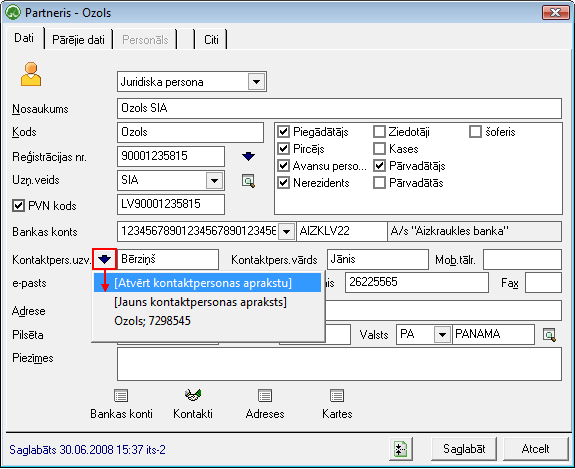 Partneris - Ozols
Dati Pārējie dati Personāls Citi
Juridiska persona
Nosaukums Ozols SIA
Kods Ozols
Reģistrācijas nr. 90001235815
Uzņ.veids SIA
PVN kods LV90001235815
Piegādātājs Ziedotāji šoferis
Pircējs Kases
Avansu perso... Pārvadātājs
Nerezidents Pārvadātās
Bankas konts 12345678901234567890123456 AIZKLV22 A/s "Aizkraukles banka"
Kontaktpers.uzv. Bērziņš Kontaktpers.vārds Jānis Mob.tālr.
e-pasts 26225565 Fax
[Atvērt kontaktpersonas aprakstu]
[Jauns kontaktpersonas apraksts]
Ozols; 7298545
Adrese
Pilsēta Valsts PA PANAMA
Piezīmes
Bankas konti Kontakti Adreses Kartes
Saglabāts 30.06.2008 15:37 its-2 Saglabāt Atcelt